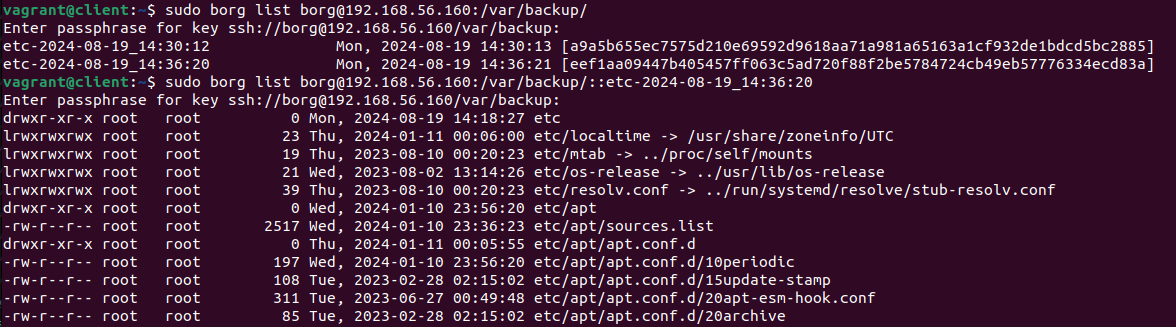 vagrant@client:~$ sudo borg list borg@192.168.56.160:/var/backup/
Enter passphrase for key ssh://borg@192.168.56.160/var/backup:
etc-2024-08-19_14:30:12              Mon, 2024-08-19 14:30:13 [a9a5b655ec7575d210e69592d9618aa71a981a65163a1cf932de1bdcd5bc2885]
etc-2024-08-19_14:36:20              Mon, 2024-08-19 14:36:21 [eef1aa09447b405457ff063c5ad720f88f2be5784724cb49eb57776334ecd83a]
vagrant@client:~$ sudo borg list borg@192.168.56.160:/var/backup/::etc-2024-08-19_14:36:20
Enter passphrase for key ssh://borg@192.168.56.160/var/backup:
drwxr-xr-x root   root          0 Mon, 2024-08-19 14:18:27 etc
lrwxrwxrwx root   root         23 Thu, 2024-01-11 00:06:00 etc/localtime -> /usr/share/zoneinfo/UTC
lrwxrwxrwx root   root         19 Thu, 2023-08-10 00:20:23 etc/mtab -> ../proc/self/mounts
lrwxrwxrwx root   root         21 Wed, 2023-08-02 13:14:26 etc/os-release -> ../usr/lib/os-release
lrwxrwxrwx root   root         39 Thu, 2023-08-10 00:20:23 etc/resolv.conf -> ../run/systemd/resolve/stub-resolv.conf
drwxr-xr-x root   root          0 Wed, 2024-01-10 23:56:20 etc/apt
-rw-r--r-- root   root       2517 Wed, 2024-01-10 23:36:23 etc/apt/sources.list
drwxr-xr-x root   root          0 Thu, 2024-01-11 00:05:55 etc/apt/apt.conf.d
-rw-r--r-- root   root        197 Wed, 2024-01-10 23:56:20 etc/apt/apt.conf.d/10periodic
-rw-r--r-- root   root        108 Tue, 2023-02-28 02:15:02 etc/apt/apt.conf.d/15update-stamp
-rw-r--r-- root   root        311 Tue, 2023-06-27 00:49:48 etc/apt/apt.conf.d/20apt-esm-hook.conf
-rw-r--r-- root   root         85 Tue, 2023-02-28 02:15:02 etc/apt/apt.conf.d/20archive